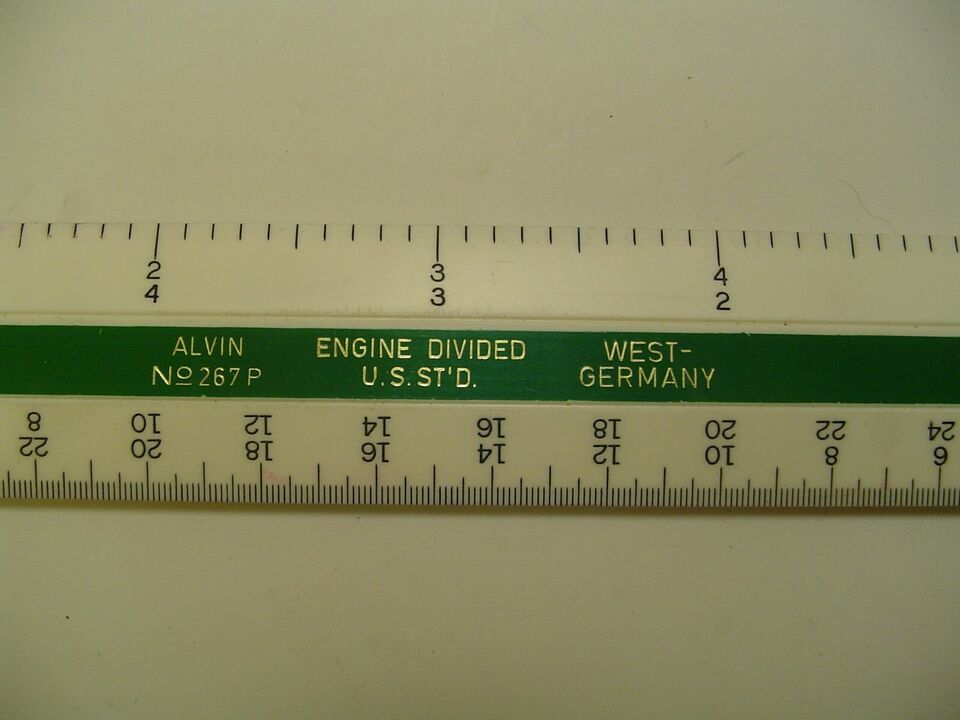 2 3 4
4 3 2
ALVIN ENGINE DIVIDED WEST-
Nº 267 P U.S. ST'D. GERMANY
8 10 12 14 16 18 20 22 24
22 20 18 16 14 12 10 8 6